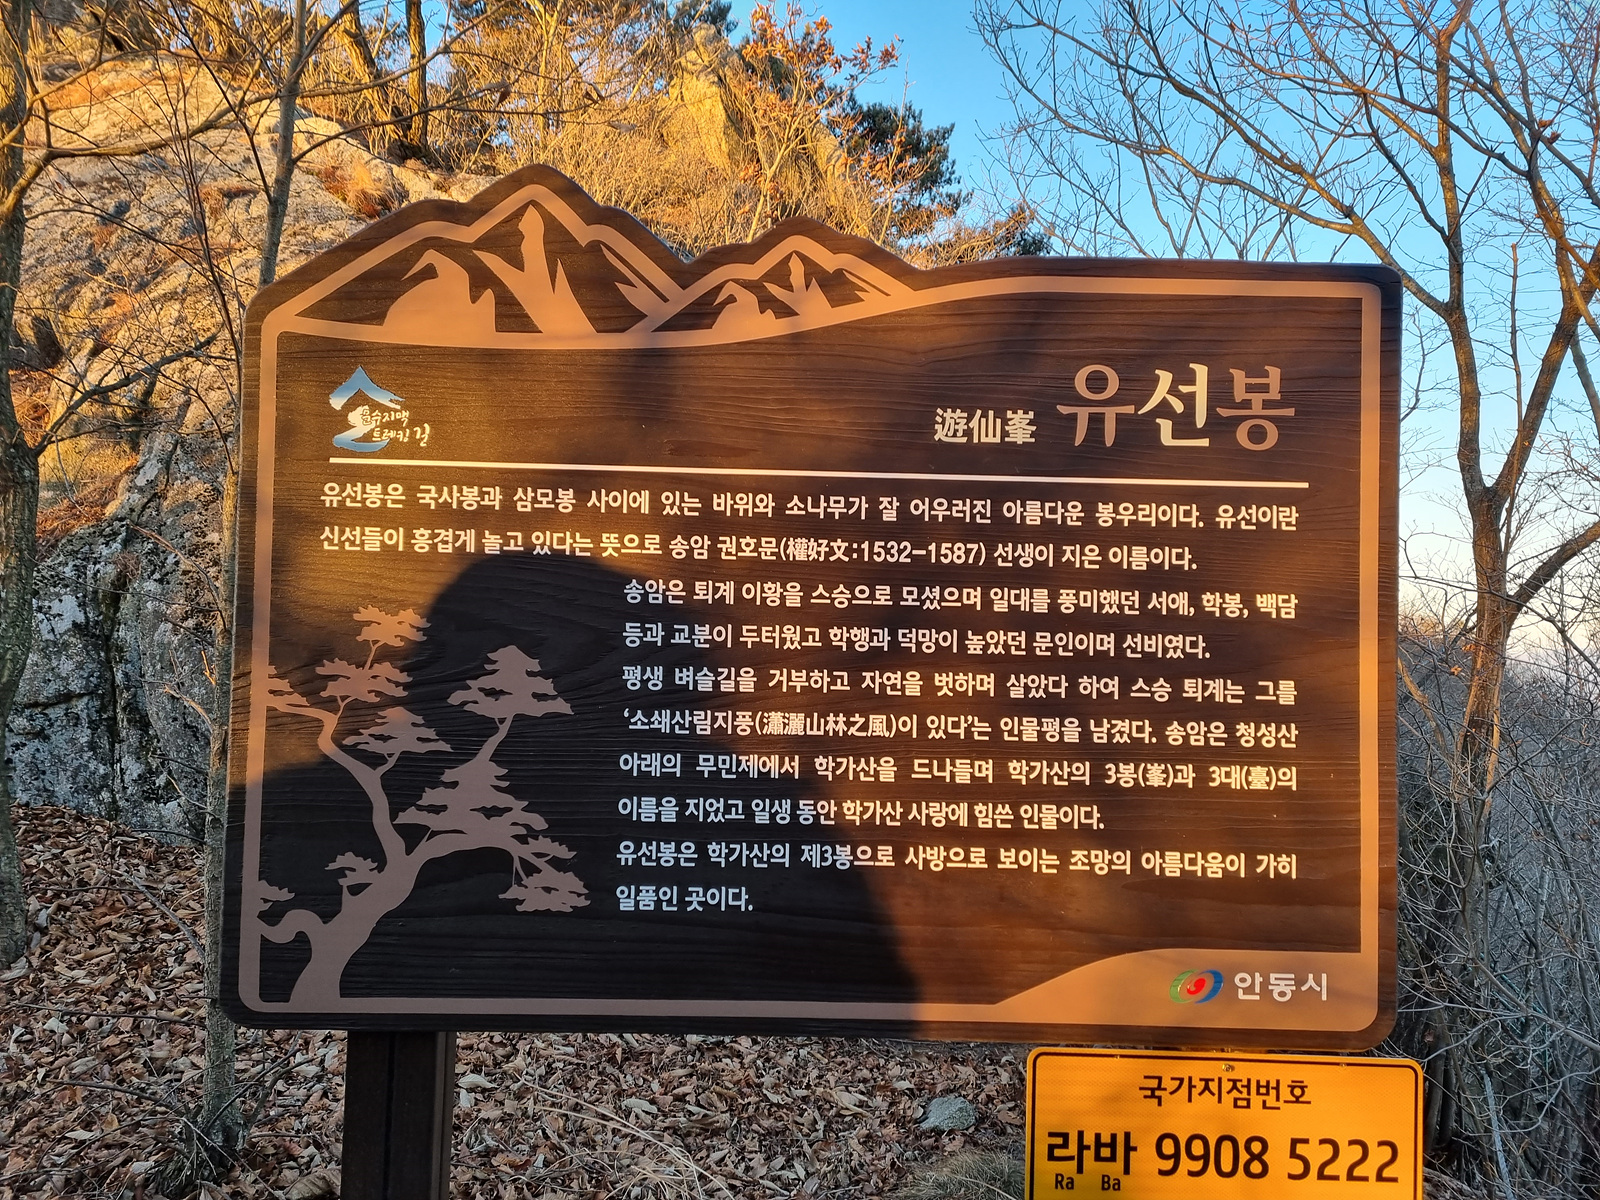 문수지맥
트레킹길
遊仙峯 유선봉
유선봉은 국사봉과 삼모봉 사이에 있는 바위와 소나무가 잘 어우러진 아름다운 봉우리이다. 유선이란
신선들이 흥겹게 놀고 있다는 뜻으로 송암 권호문(權好文:1532-1587) 선생이 지은 이름이다.
송암은 퇴계 이황을 스승으로 모셨으며 일대를 풍미했던 서애, 학봉, 백담
등과 교분이 두터웠고 학행과 덕망이 높았던 문인이며 선비였다.
평생 벼슬길을 거부하고 자연을 벗하며 살았다 하여 스승 퇴계는 그를
‘소쇄산림지풍(瀟灑山林之風)이 있다’는 인물평을 남겼다. 송암은 청성산
아래의 무민제에서 학가산을 드나들며 학가산의 3봉(峯)과 3대(臺)의
이름을 지었고 일생 동안 학가산 사랑에 힘쓴 인물이다.
유선봉은 학가산의 제3봉으로 사방으로 보이는 조망의 아름다움이 가히
일품인 곳이다.
안동시
국가지점번호
라바 9908 5222
Ra Ba